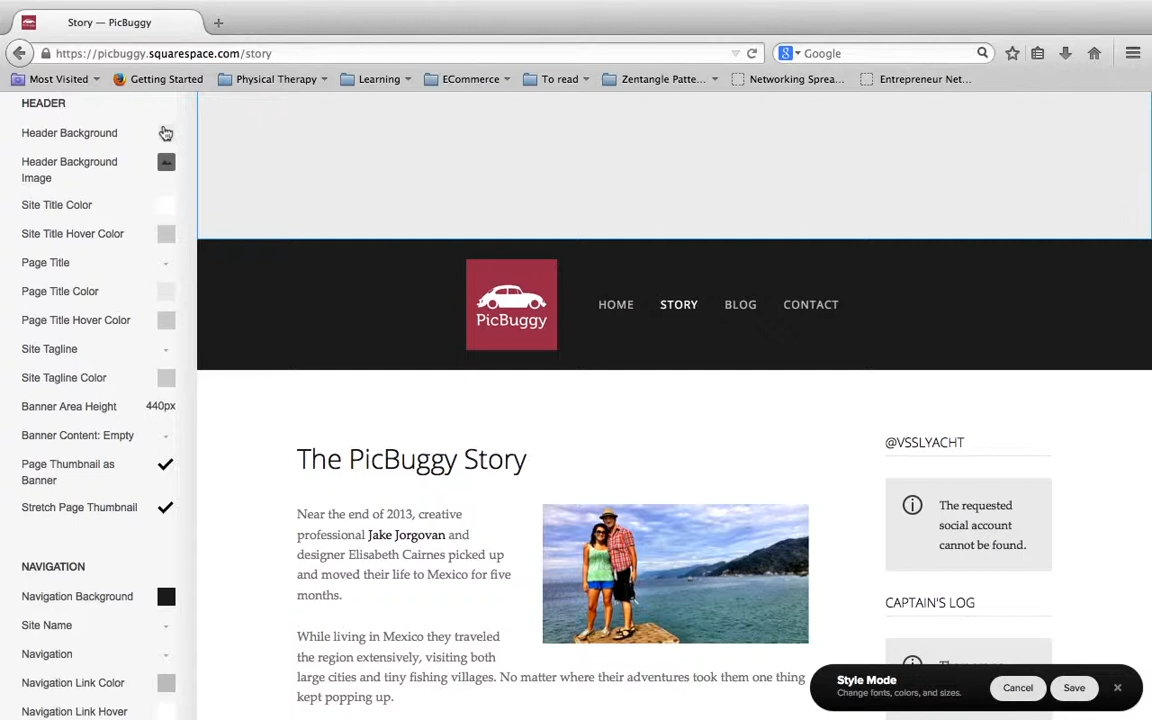 Story — PicBuggy
https://picbuggy.squarespace.com/story
Google
Most Visited
Getting Started
Physical Therapy
Learning
ECommerce
To read
Zentangle Patte...
Networking Sprea...
Entrepreneur Net...
HEADER
Header Background
Header Background
Image
Site Title Color
Site Title Hover Color
Page Title
Page Title Color
Page Title Hover Color
Site Tagline
Site Tagline Color
Banner Area Height 440px
Banner Content: Empty
Page Thumbnail as
Banner
Stretch Page Thumbnail
NAVIGATION
Navigation Background
Site Name
Navigation
Navigation Link Color
Navigation Link Hover
PicBuggy
HOME STORY BLOG CONTACT
The PicBuggy Story
Near the end of 2013, creative
professional Jake Jorgovan and
designer Elisabeth Cairnes picked up
and moved their life to Mexico for five
months.
While living in Mexico they traveled
the region extensively, visiting both
large cities and tiny fishing villages. No matter where their adventures took them one thing
kept popping up.
@VSSLYACHT
The requested
social account
cannot be found.
CAPTAIN'S LOG
Style Mode
Change fonts, colors, and sizes.
Cancel
Save